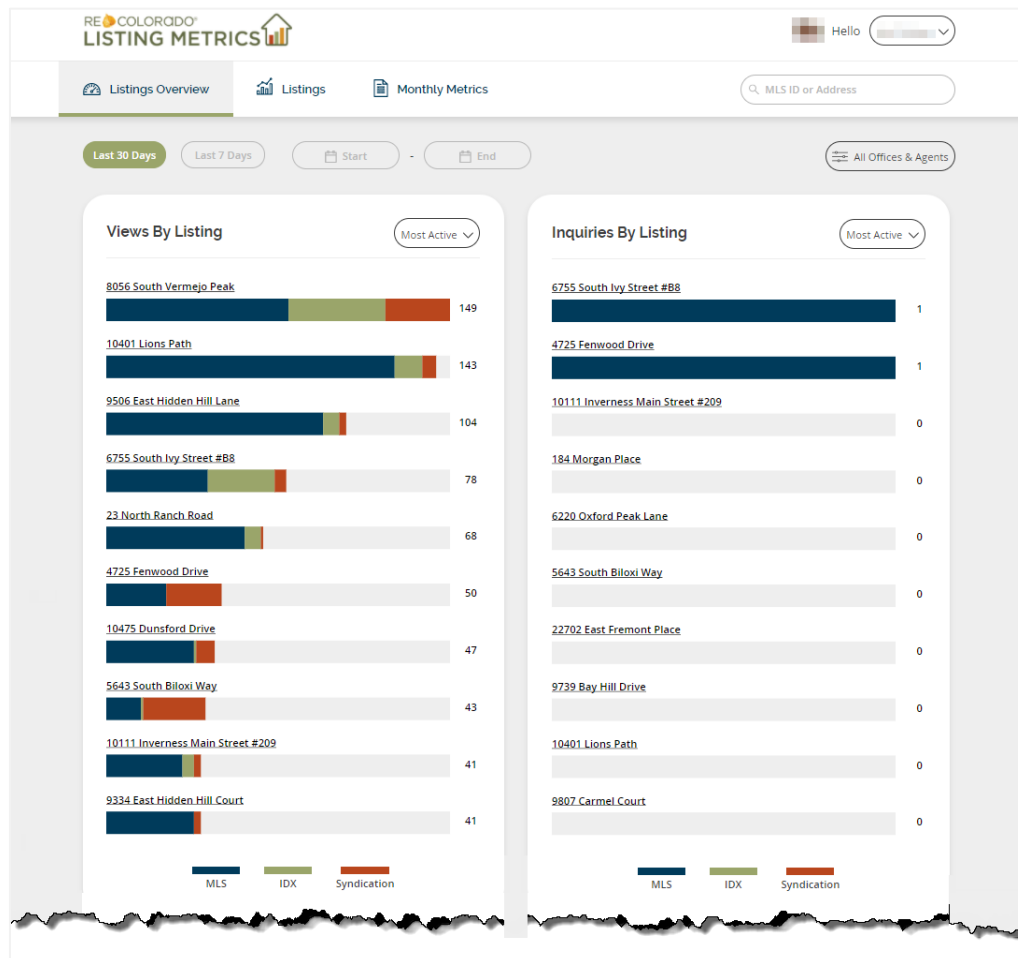 RECOLORADO®
LISTING METRICS
Hello
Listings Overview
Listings
Monthly Metrics
MLS ID or Address
Last 30 Days
Last 7 Days
Start
-
End
All Offices & Agents
Views By Listing
Most Active
8056 South Vermejo Peak
149
10401 Lions Path
143
9506 East Hidden Hill Lane
104
6755 South Ivy Street #B8
78
23 North Ranch Road
68
4725 Fenwood Drive
50
10475 Dunsford Drive
47
5643 South Biloxi Way
43
10111 Inverness Main Street #209
41
9334 East Hidden Hill Court
41
MLS
IDX
Syndication
Inquiries By Listing
Most Active
6755 South Ivy Street #B8
1
4725 Fenwood Drive
1
10111 Inverness Main Street #209
0
184 Morgan Place
0
6220 Oxford Peak Lane
0
5643 South Biloxi Way
0
22702 East Fremont Place
0
9739 Bay Hill Drive
0
10401 Lions Path
0
9807 Carmel Court
0
MLS
IDX
Syndication